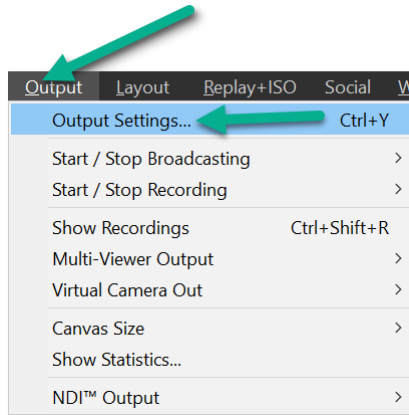 Output Layout Replay+ISO Social W
Output Settings... Ctrl+Y
Start / Stop Broadcasting >
Start / Stop Recording >
Show Recordings Ctrl+Shift+R
Multi-Viewer Output >
Virtual Camera Out >
Canvas Size >
Show Statistics...
NDI™ Output >